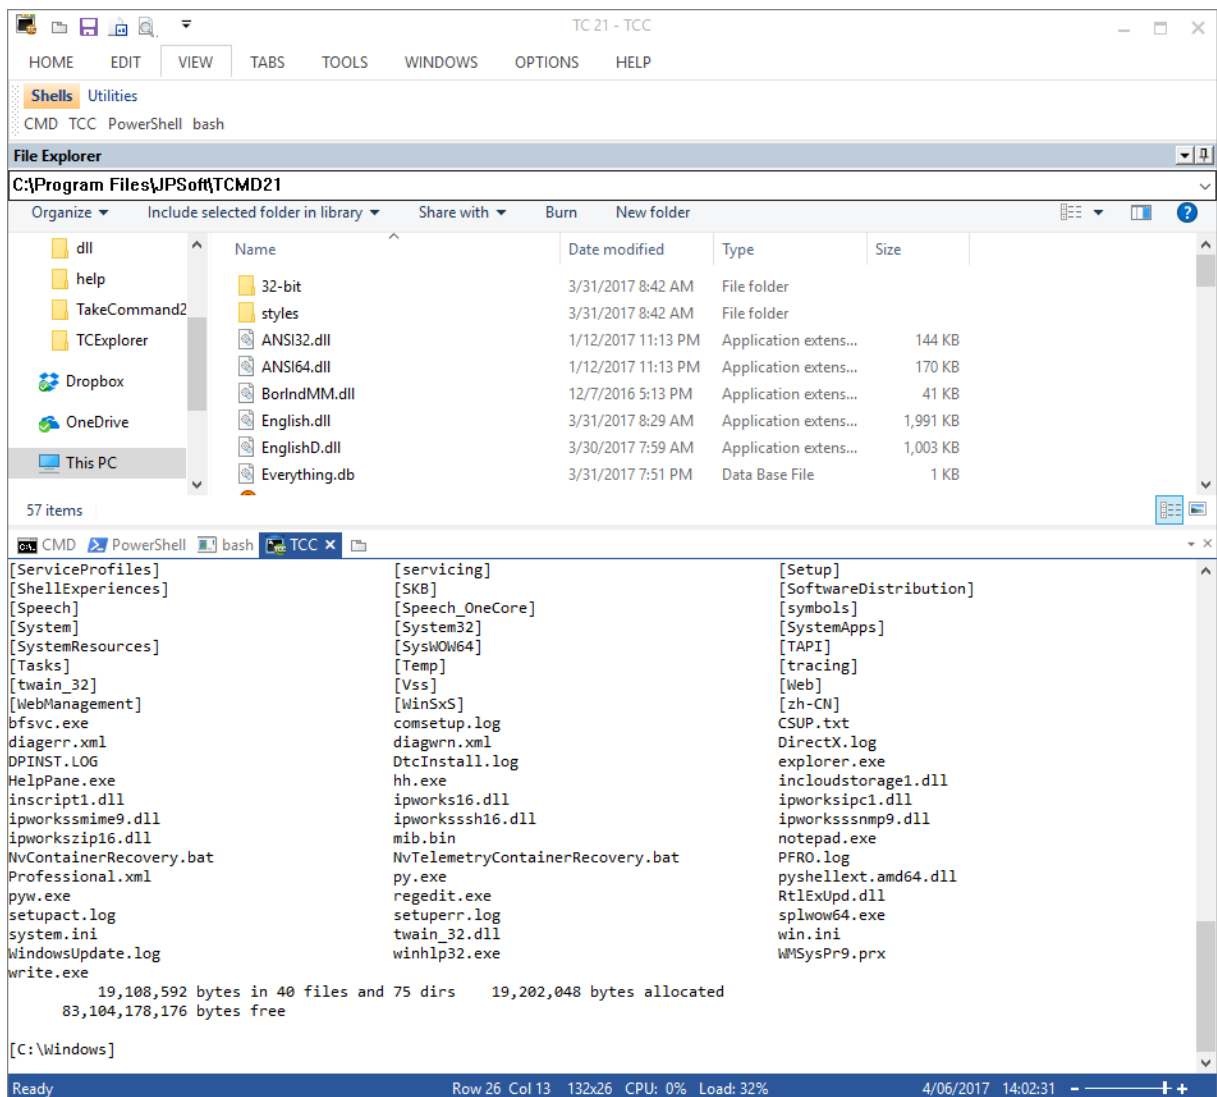 TC 21 - TCC
HOME EDIT VIEW TABS TOOLS WINDOWS OPTIONS HELP
Shells Utilities
CMD TCC PowerShell bash
File Explorer
C:\Program Files\JPSoft\TCMD21
Organize Include selected folder in library Share with Burn New folder
dll
help
TakeCommand2
TCExplorer
Dropbox
OneDrive
This PC
Name Date modified Type Size
32-bit 3/31/2017 8:42 AM File folder
styles 3/31/2017 8:42 AM File folder
ANSI32.dll 1/12/2017 11:13 PM Application extens... 144 KB
ANSI64.dll 1/12/2017 11:13 PM Application extens... 170 KB
BorlndMM.dll 12/7/2016 5:13 PM Application extens... 41 KB
English.dll 3/31/2017 8:29 AM Application extens... 1,991 KB
EnglishD.dll 3/30/2017 7:59 AM Application extens... 1,003 KB
Everything.db 3/31/2017 7:51 PM Data Base File 1 KB
57 items
CMD PowerShell bash TCC
[ServiceProfiles] [servicing] [Setup]
[ShellExperiences] [SKB] [SoftwareDistribution]
[Speech] [Speech_OneCore] [symbols]
[System] [System32] [SystemApps]
[SystemResources] [SysWOW64] [TAPI]
[Tasks] [Temp] [tracing]
[twain_32] [Vss] [Web]
[WebManagement] [WinSxS] [zh-CN]
bfsvc.exe comsetup.log CSUP.txt
diagerr.xml diagwrn.xml DirectX.log
DPINST.LOG DtcInstall.log explorer.exe
HelpPane.exe hh.exe incloudstorage1.dll
inscript1.dll ipworks16.dll ipworksipc1.dll
ipworkssmime9.dll ipworksssh16.dll ipworkssnmp9.dll
ipworkszip16.dll mib.bin notepad.exe
NvContainerRecovery.bat NvTelemetryContainerRecovery.bat PFRO.log
Professional.xml py.exe pyshellext.amd64.dll
pyw.exe regedit.exe RtlExUpd.dll
setupact.log setuperr.log splwow64.exe
system.ini twain_32.dll win.ini
WindowsUpdate.log winhlp32.exe WMSysPr9.prx
write.exe
19,108,592 bytes in 40 files and 75 dirs 19,202,048 bytes allocated
83,104,178,176 bytes free
[C:\Windows]
Ready Row 26 Col 13 132x26 CPU: 0% Load: 32% 4/06/2017 14:02:31